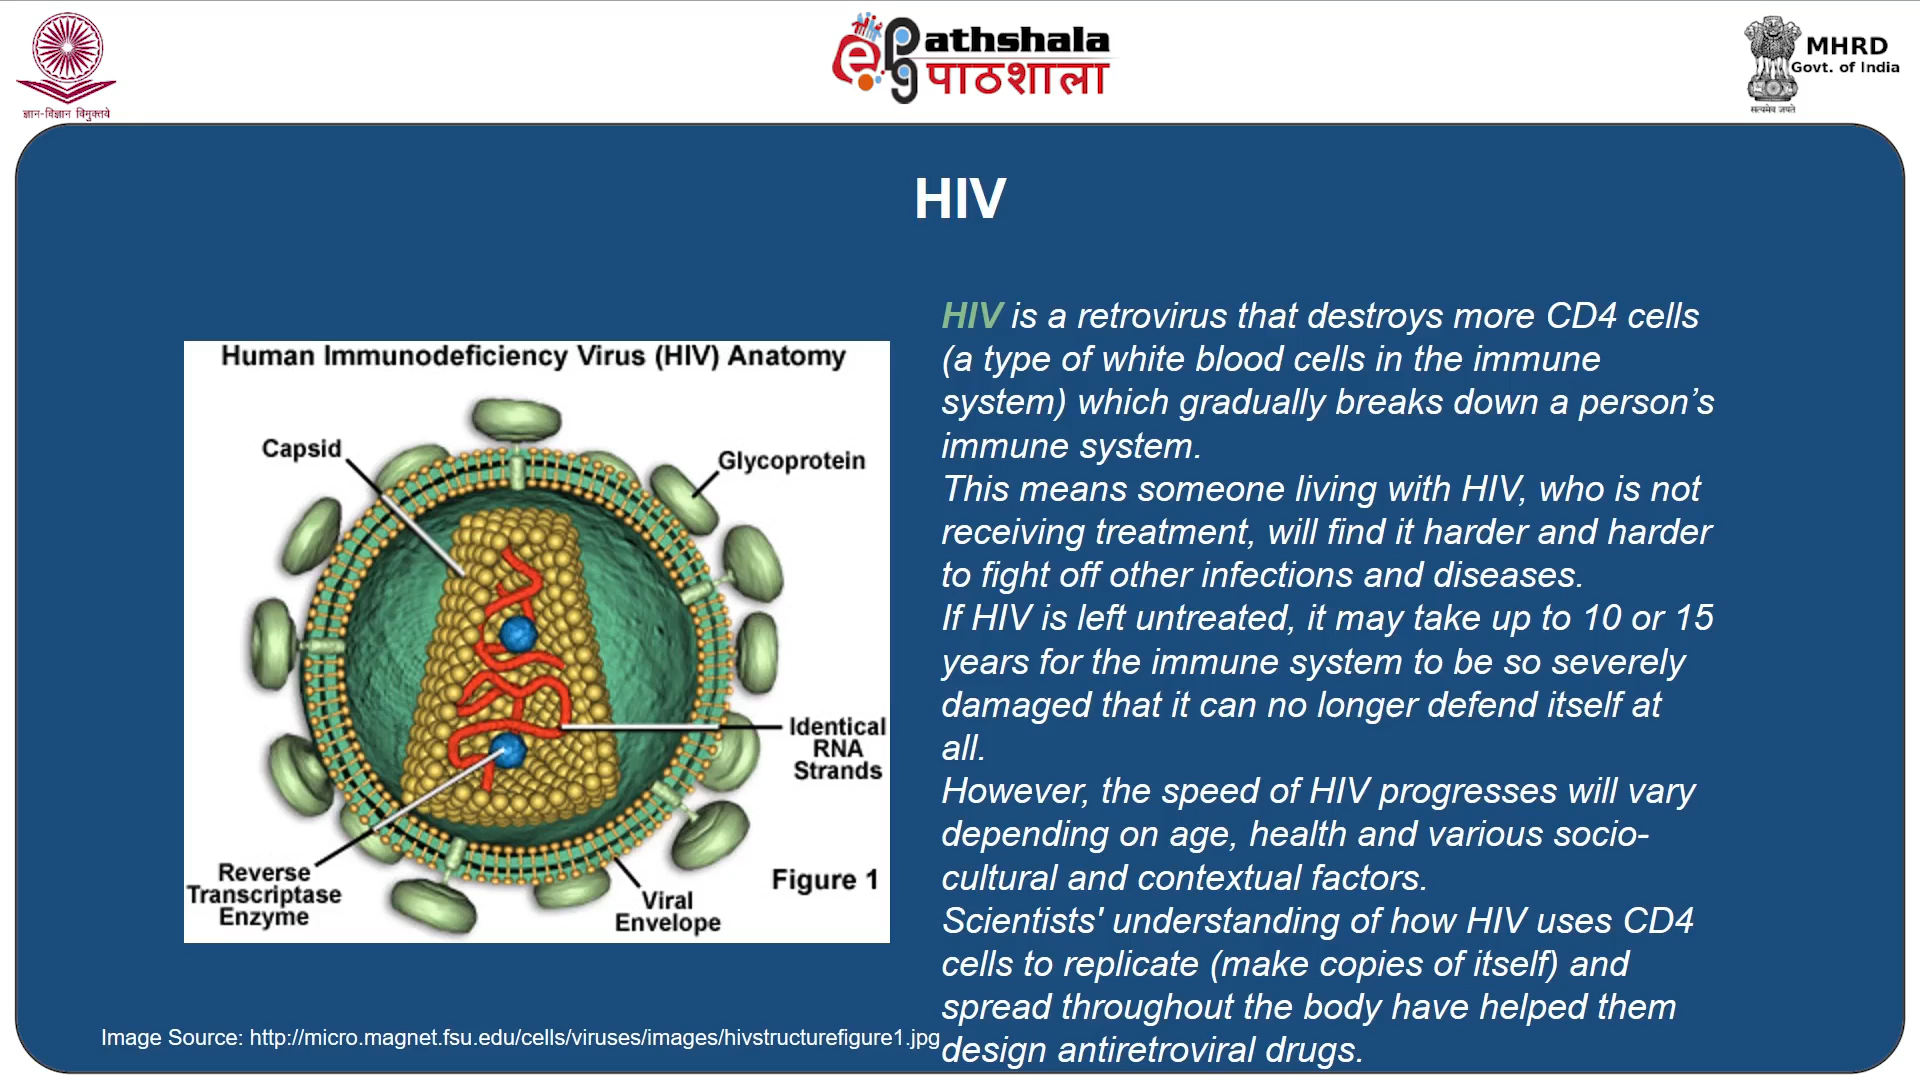 ज्ञान-विज्ञान विमुक्तये
ePathshala
पाठशाला
MHRD
Govt. of India
सत्यमेव जयते
HIV
Human Immunodeficiency Virus (HIV) Anatomy
Capsid
Glycoprotein
Identical
RNA
Strands
Reverse
Transcriptase
Enzyme
Viral
Envelope
Figure 1
HIV is a retrovirus that destroys more CD4 cells
(a type of white blood cells in the immune
system) which gradually breaks down a person’s
immune system.
This means someone living with HIV, who is not
receiving treatment, will find it harder and harder
to fight off other infections and diseases.
If HIV is left untreated, it may take up to 10 or 15
years for the immune system to be so severely
damaged that it can no longer defend itself at
all.
However, the speed of HIV progresses will vary
depending on age, health and various socio-
cultural and contextual factors.
Scientists' understanding of how HIV uses CD4
cells to replicate (make copies of itself) and
spread throughout the body have helped them
design antiretroviral drugs.
Image Source: http://micro.magnet.fsu.edu/cells/viruses/images/hivstructurefigure1.jpg